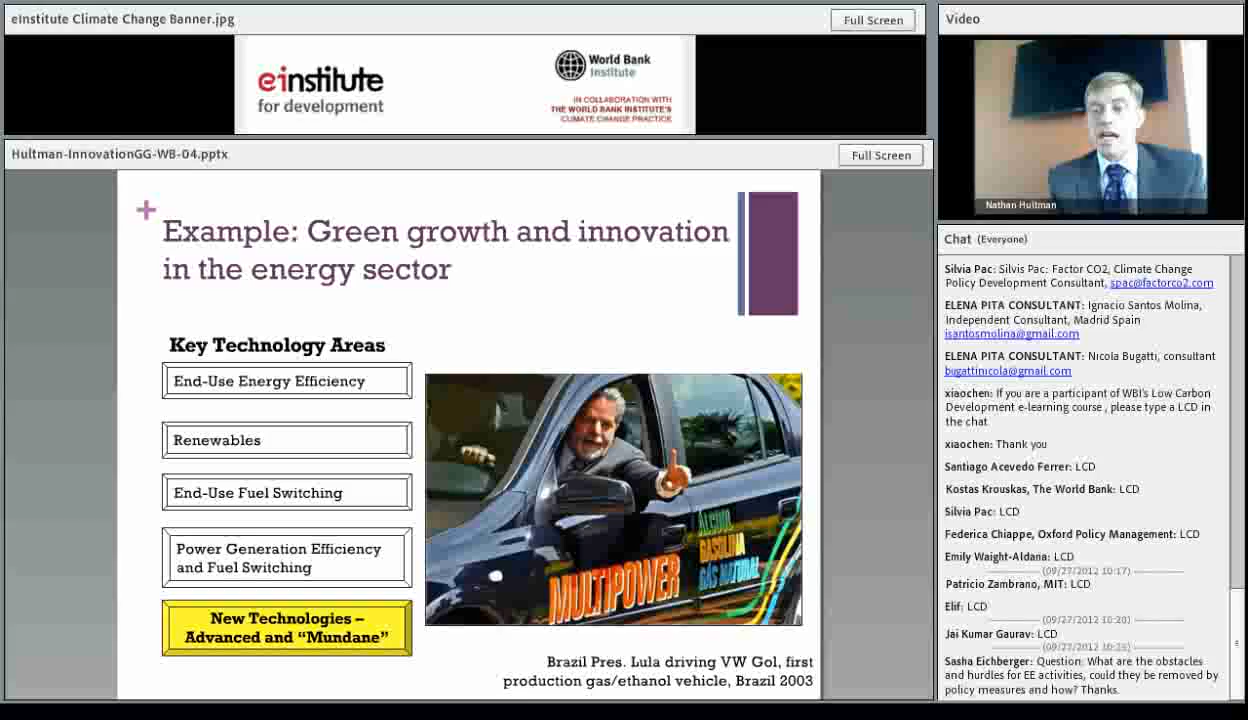 eInstitute Climate Change Banner.jpg
Full Screen
einstitute
for development
World Bank
Institute
IN COLLABORATION WITH
THE WORLD BANK INSTITUTE'S
CLIMATE CHANGE PRACTICE
Hultman-InnovationGG-WB-04.pptx
Full Screen
+
Example: Green growth and innovation
in the energy sector
Key Technology Areas
End-Use Energy Efficiency
Renewables
End-Use Fuel Switching
Power Generation Efficiency
and Fuel Switching
New Technologies –
Advanced and “Mundane”
MULTIPOWER
ALCOOL
GASOLINA
GAS NATURAL
Brazil Pres. Lula driving VW Gol, first
production gas/ethanol vehicle, Brazil 2003
Video
Nathan Hultman
Chat (Everyone)
Silvia Pac: Silvis Pac: Factor CO2, Climate Change
Policy Development Consultant, spac@factorco2.com
ELENA PITA CONSULTANT: Ignacio Santos Molina,
Independent Consultant, Madrid Spain
isantosmolina@gmail.com
ELENA PITA CONSULTANT: Nicola Bugatti, consultant
bugattinicola@gmail.com
xiaochen: If you are a participant of WBI's Low Carbon
Development e-learning course , please type a LCD in
the chat
xiaochen: Thank you
Santiago Acevedo Ferrer: LCD
Kostas Krouskas, The World Bank: LCD
Silvia Pac: LCD
Federica Chiappe, Oxford Policy Management: LCD
Emily Waight-Aldana: LCD
(09/27/2012 10:17)
Patricio Zambrano, MIT: LCD
Elif: LCD
(09/27/2012 10:20)
Jai Kumar Gaurav: LCD
(09/27/2012 10:25)
Sasha Eichberger: Question: What are the obstacles
and hurdles for EE activities, could they be removed by
policy measures and how? Thanks.